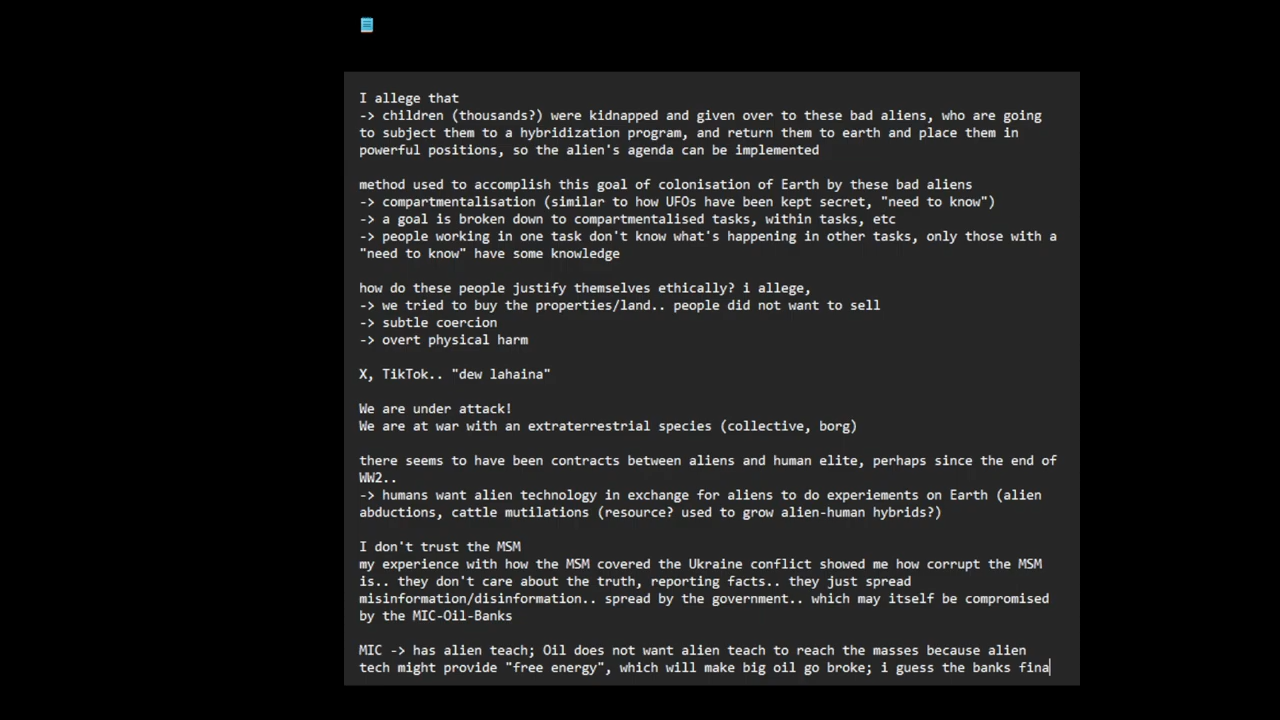 I allege that
-> children (thousands?) were kidnapped and given over to these bad aliens, who are going
to subject them to a hybridization program, and return them to earth and place them in
powerful positions, so the alien's agenda can be implemented
method used to accomplish this goal of colonisation of Earth by these bad aliens
-> compartmentalisation (similar to how UFOs have been kept secret, "need to know")
-> a goal is broken down to compartmentalised tasks, within tasks, etc
-> people working in one task don't know what's happening in other tasks, only those with a
"need to know" have some knowledge
how do these people justify themselves ethically? i allege,
-> we tried to buy the properties/land.. people did not want to sell
-> subtle coercion
-> overt physical harm
X, TikTok.. "dew lahaina"
We are under attack!
We are at war with an extraterrestrial species (collective, borg)
there seems to have been contracts between aliens and human elite, perhaps since the end of
WW2..
-> humans want alien technology in exchange for aliens to do experiements on Earth (alien
abductions, cattle mutilations (resource? used to grow alien-human hybrids?)
I don't trust the MSM
my experience with how the MSM covered the Ukraine conflict showed me how corrupt the MSM
is.. they don't care about the truth, reporting facts.. they just spread
misinformation/disinformation.. spread by the government.. which may itself be compromised
by the MIC-Oil-Banks
MIC -> has alien teach; Oil does not want alien teach to reach the masses because alien
tech might provide "free energy", which will make big oil go broke; i guess the banks fina